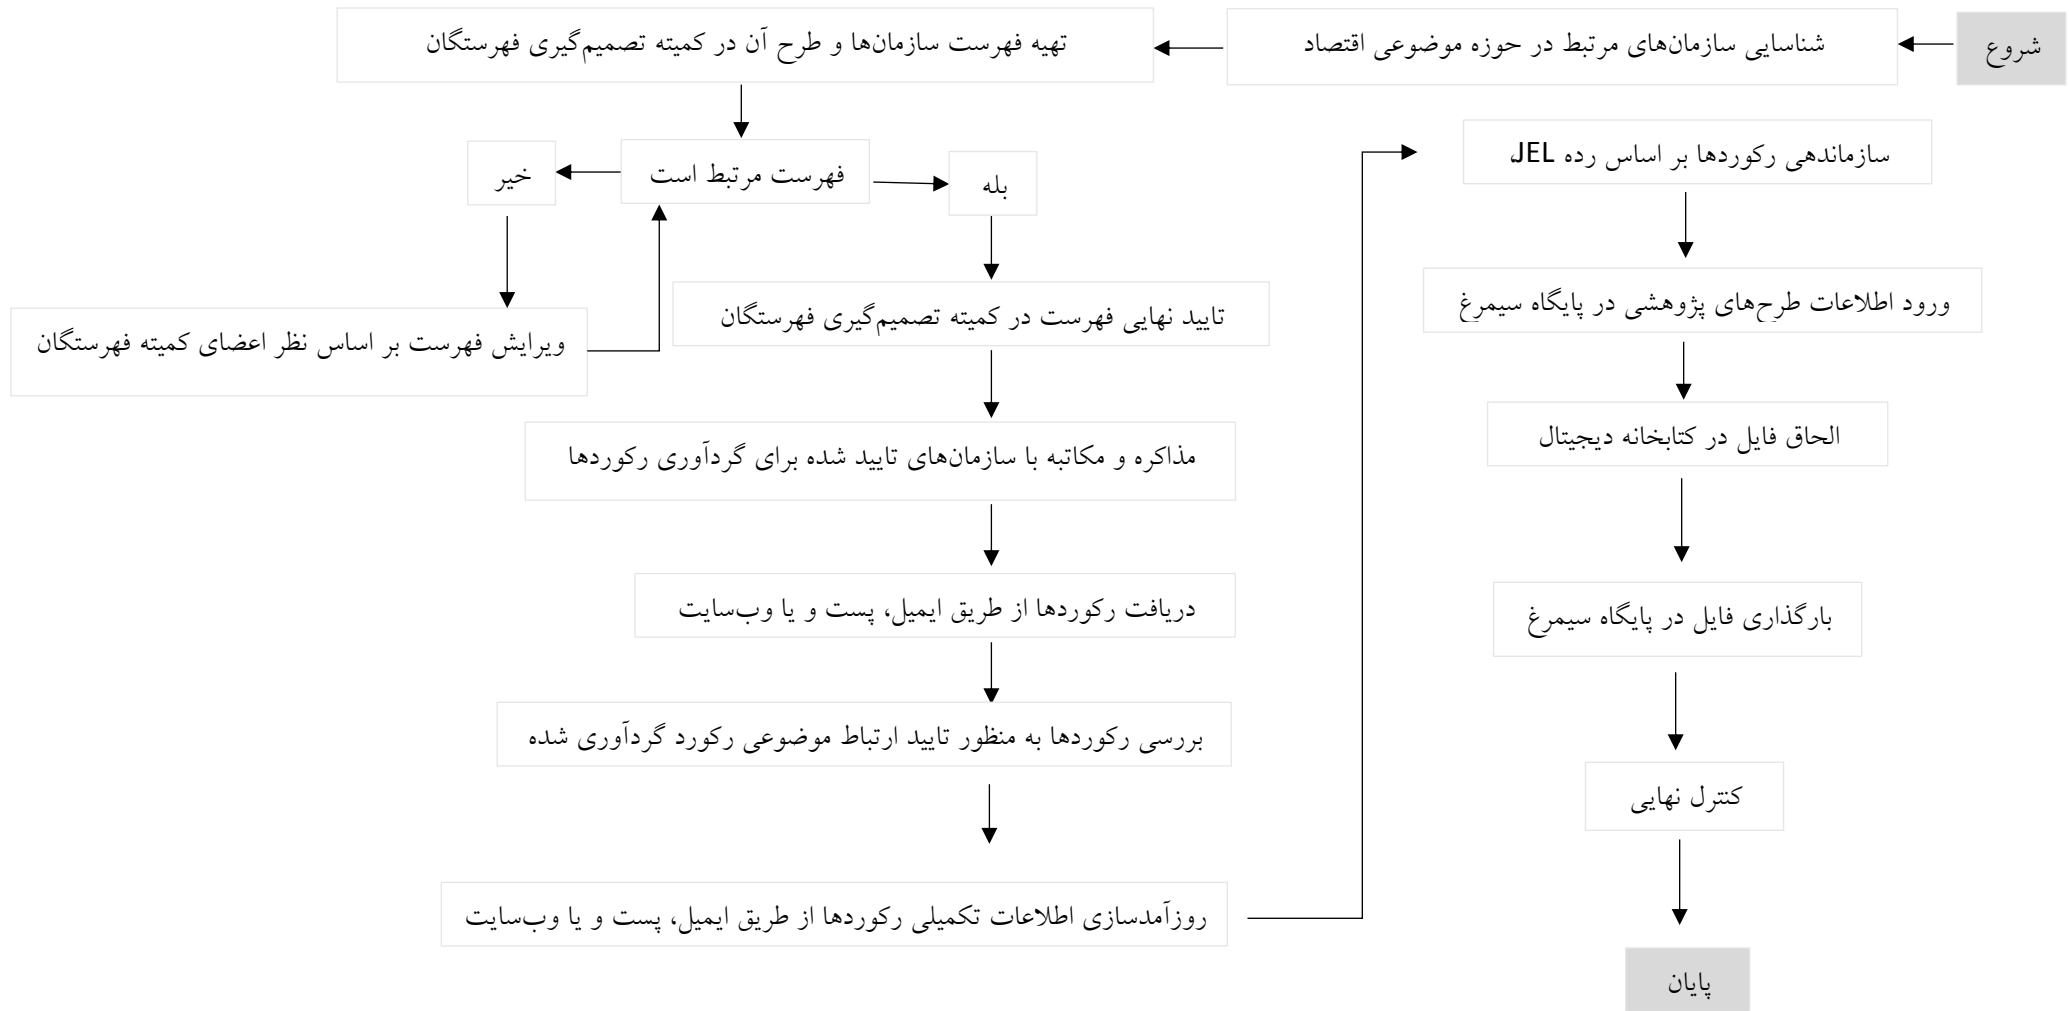 شروع
شناسایی سازمان‌های مرتبط در حوزه موضوعی اقتصاد
تهیه فهرست سازمان‌ها و طرح آن در کمیته تصمیم‌گیری فهرستگان
فهرست مرتبط است
خیر
بله
ویرایش فهرست بر اساس نظر اعضای کمیته فهرستگان
تایید نهایی فهرست در کمیته تصمیم‌گیری فهرستگان
مذاکره و مکاتبه با سازمان‌های تایید شده برای گردآوری رکوردها
دریافت رکوردها از طریق ایمیل، پست و یا وب‌سایت
بررسی رکوردها به منظور تایید ارتباط موضوعی رکورد گردآوری شده
روزآمدسازی اطلاعات تکمیلی رکوردها از طریق ایمیل، پست و یا وب‌سایت
سازماندهی رکوردها بر اساس رده JEL،
ورود اطلاعات طرح‌های پژوهشی در پایگاه سیمرغ
الحاق فایل در کتابخانه دیجیتال
بارگذاری فایل در پایگاه سیمرغ
کنترل نهایی
پایان